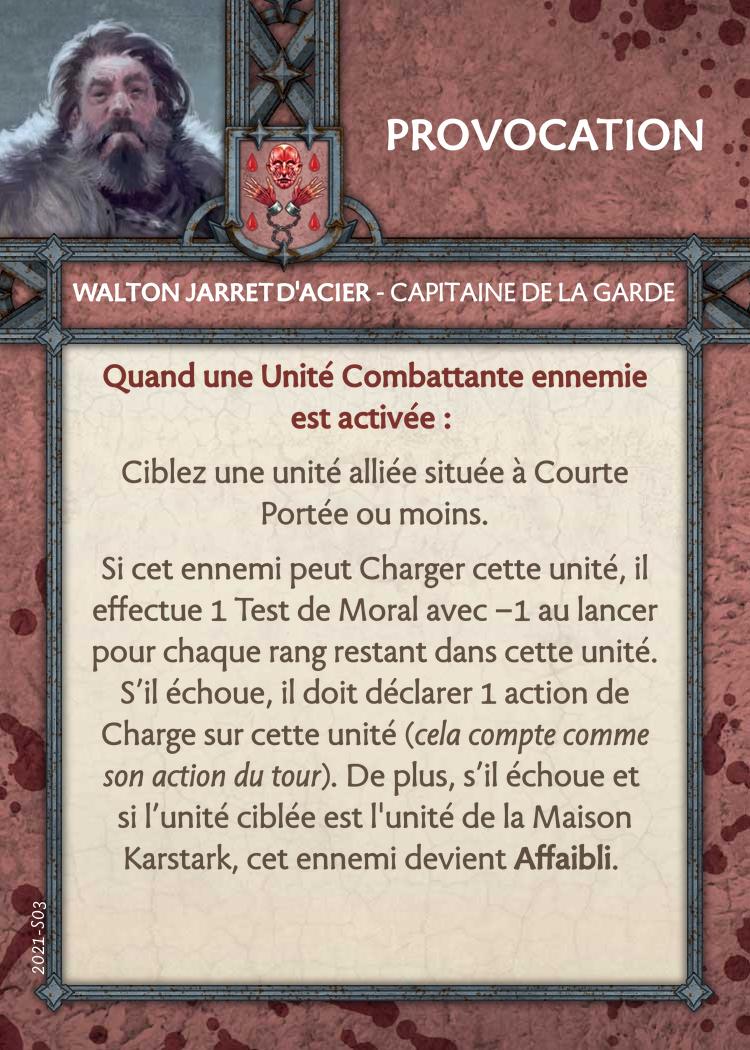 PROVOCATION
WALTON JARRET D'ACIER - CAPITAINE DE LA GARDE
Quand une Unité Combattante ennemie
est activée :
Ciblez une unité alliée située à Courte
Portée ou moins.
Si cet ennemi peut Charger cette unité, il
effectue 1 Test de Moral avec −1 au lancer
pour chaque rang restant dans cette unité.
S’il échoue, il doit déclarer 1 action de
Charge sur cette unité (cela compte comme
son action du tour). De plus, s’il échoue et
si l’unité ciblée est l'unité de la Maison
Karstark, cet ennemi devient Affaibli.
2021-S03